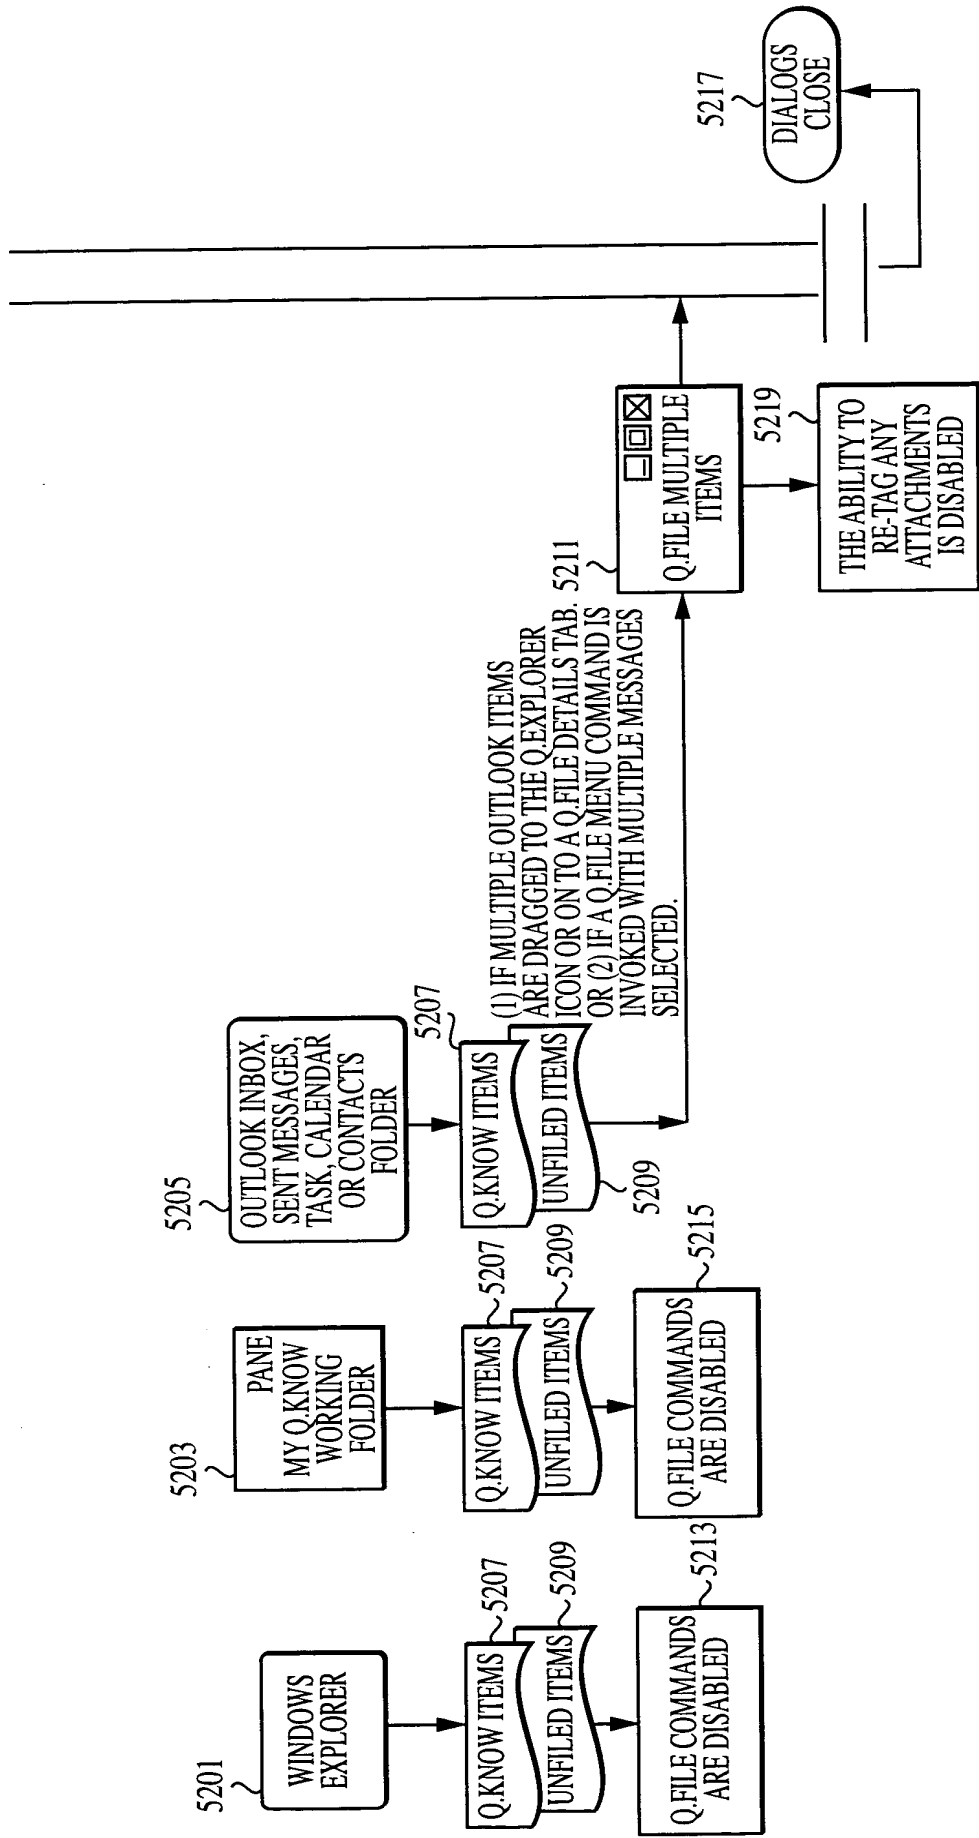 5201
WINDOWS
EXPLORER
Q.KNOW ITEMS
5207
UNFILED ITEMS
5209
Q.FILE COMMANDS
ARE DISABLED
5213
5203
PANE
MY Q.KNOW
WORKING
FOLDER
Q.KNOW ITEMS
5207
UNFILED ITEMS
5209
Q.FILE COMMANDS
ARE DISABLED
5215
5205
OUTLOOK INBOX,
SENT MESSAGES,
TASK, CALENDAR
OR CONTACTS
FOLDER
5207
Q.KNOW ITEMS
UNFILED ITEMS
5209
(1) IF MULTIPLE OUTLOOK ITEMS
ARE DRAGGED TO THE Q.EXPLORER
ICON OR ON TO A Q.FILE DETAILS TAB.
OR (2) IF A Q.FILE MENU COMMAND IS
INVOKED WITH MULTIPLE MESSAGES
SELECTED.
5211
Q.FILE MULTIPLE
ITEMS
5219
THE ABILITY TO
RE-TAG ANY
ATTACHMENTS
IS DISABLED
5217
DIALOGS
CLOSE